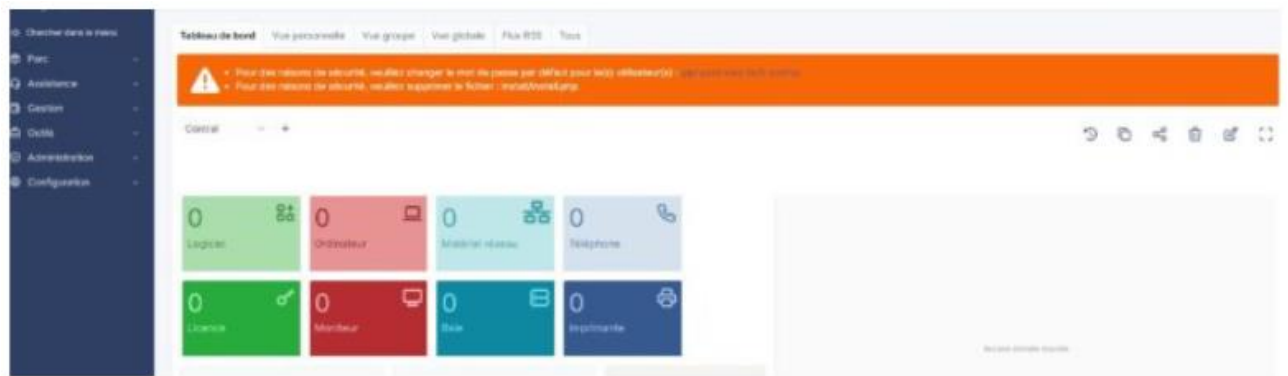 Chercher dans le menu
Parc
Assistance
Gestion
Outils
Administration
Configuration
Tableau de bord Vue personnelle Vue groupe Vue globale Flux RSS Tous
Pour des raisons de sécurité, veuillez changer le mot de passe par défaut pour le(s) utilisateur(s) :
Pour des raisons de sécurité, veuillez supprimer le fichier : install/install.php
Central
0 0 0 0
Logiciel Ordinateur Matériel réseau Téléphone
0 0 0 0
Licence Moniteur Baie Imprimante